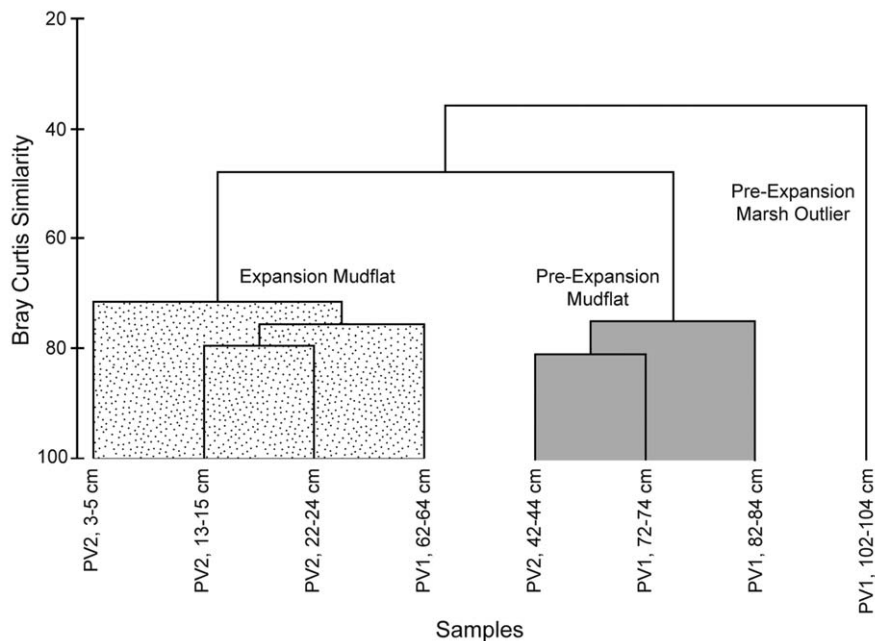 20
40
60
80
100
Bray Curtis Similarity
Expansion Mudflat
Pre-Expansion
Mudflat
Pre-Expansion
Marsh Outlier
PV2, 3-5 cm
PV2, 13-15 cm
PV2, 22-24 cm
PV1, 62-64 cm
PV2, 42-44 cm
PV1, 72-74 cm
PV1, 82-84 cm
PV1, 102-104 cm
Samples